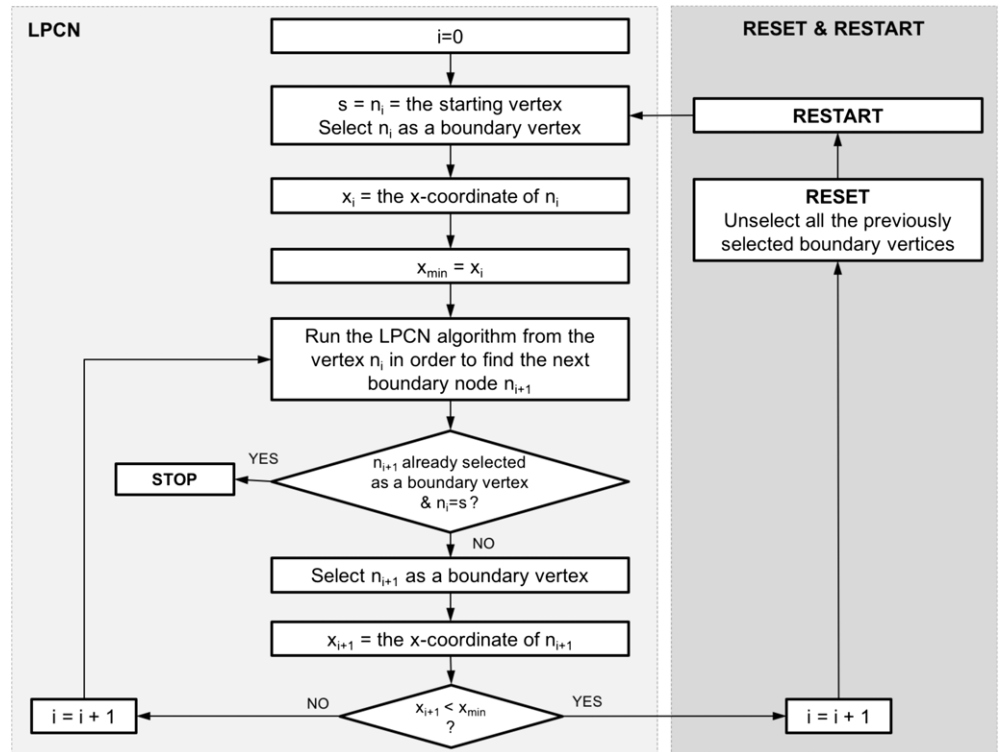 LPCN
i=0
s = nᵢ = the starting vertex
Select nᵢ as a boundary vertex
xᵢ = the x-coordinate of nᵢ
xₘᵢₙ = xᵢ
Run the LPCN algorithm from the
vertex nᵢ in order to find the next
boundary node nᵢ₊₁
nᵢ₊₁ already selected
as a boundary vertex
& nᵢ=s ?
YES
STOP
NO
Select nᵢ₊₁ as a boundary vertex
xᵢ₊₁ = the x-coordinate of nᵢ₊₁
xᵢ₊₁ < xₘᵢₙ
?
NO
i = i + 1
YES
RESET & RESTART
RESTART
RESET
Unselect all the previously
selected boundary vertices
i = i + 1